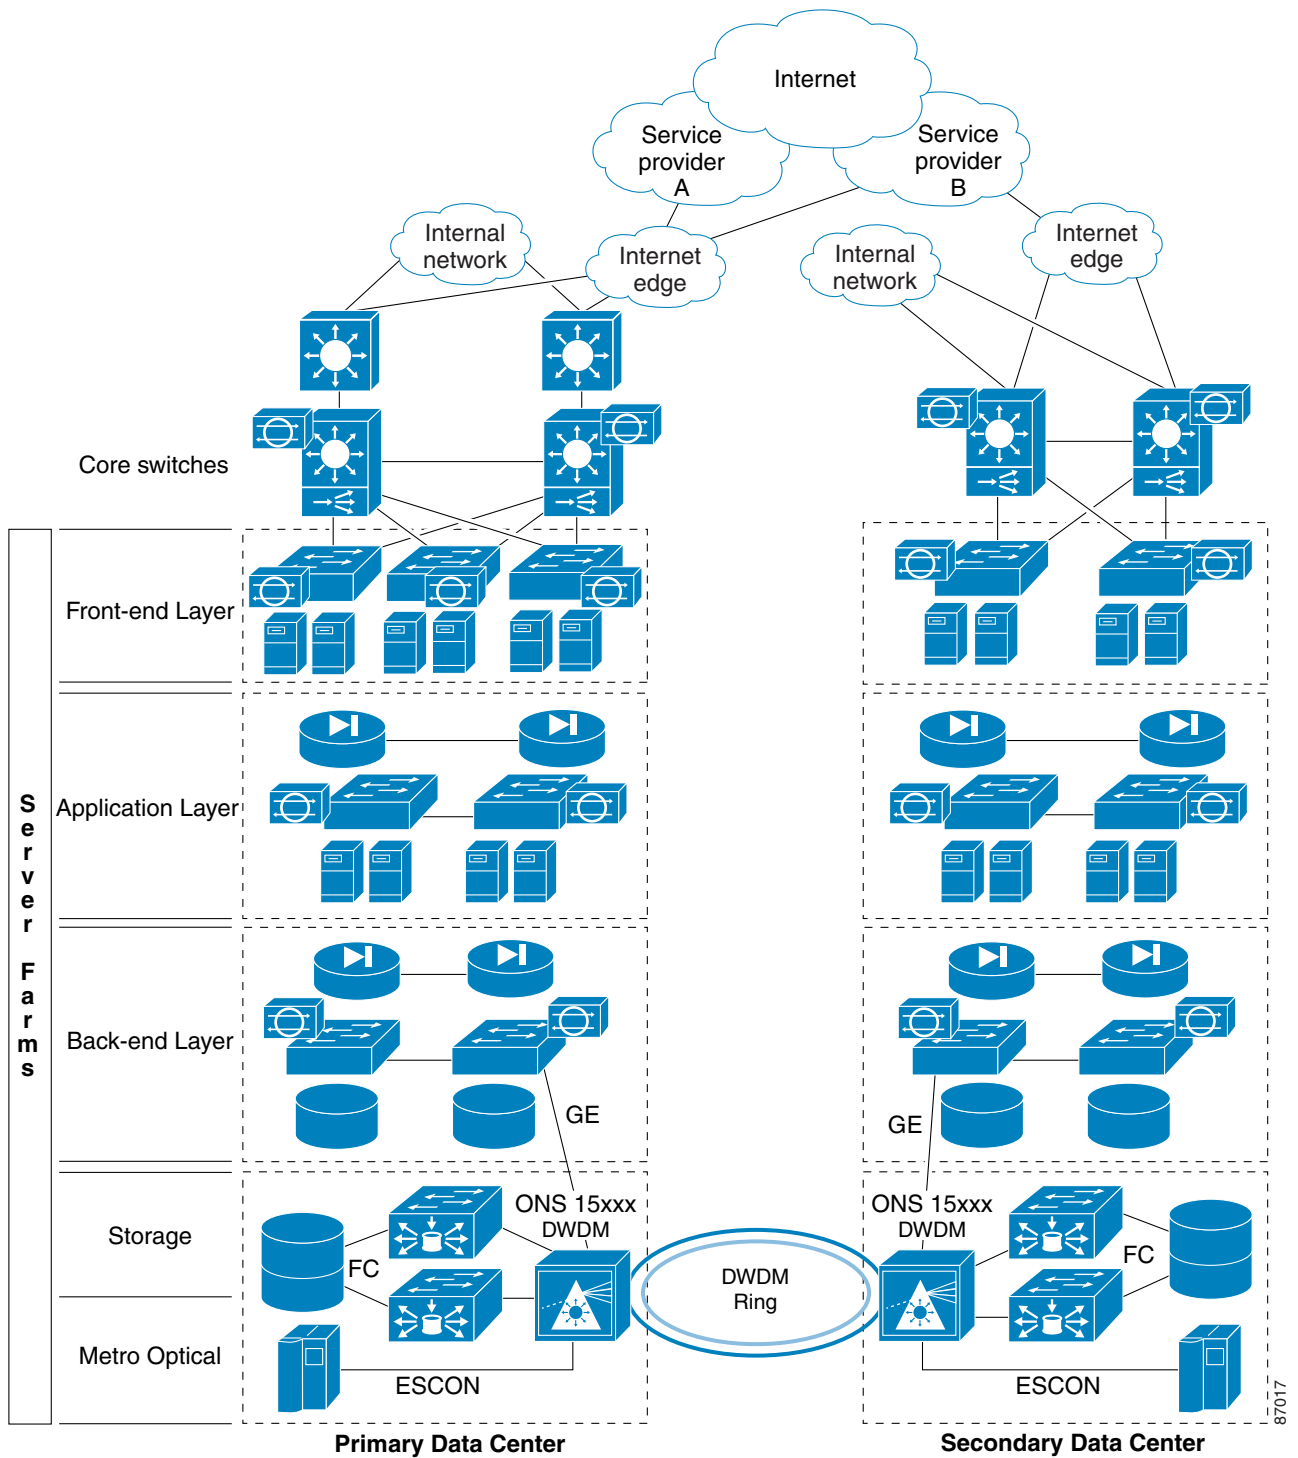 Internet
Service
provider
A
Service
provider
B
Internal
network
Internet
edge
Internal
network
Internet
edge
Core switches
Server Farms
Front-end Layer
Application Layer
Back-end Layer
GE
GE
Storage
ONS 15xxx
DWDM
FC
DWDM
Ring
ONS 15xxx
DWDM
FC
Metro Optical
ESCON
ESCON
87017
Primary Data Center
Secondary Data Center